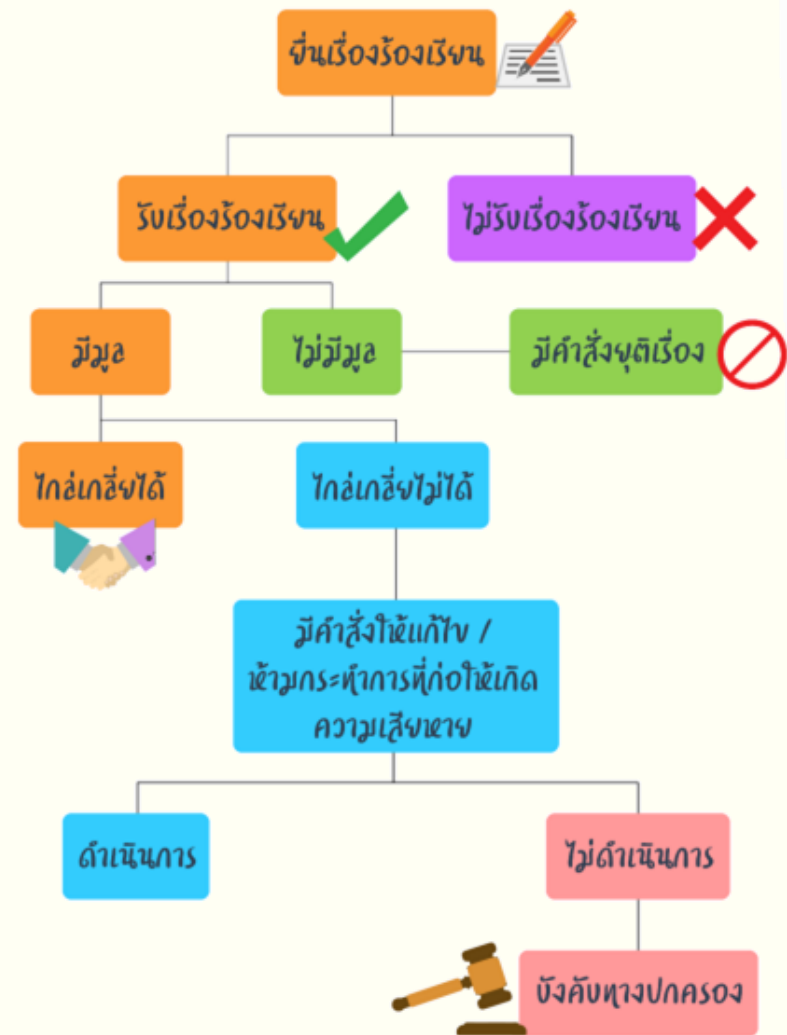 ยื่นเรื่องร้องเรียน
รับเรื่องร้องเรียน
ไม่รับเรื่องร้องเรียน
มีมูล
ไม่มีมูล
มีคำสั่งยุติเรื่อง
ไกล่เกลี่ยได้
ไกล่เกลี่ยไม่ได้
มีคำสั่งให้แก้ไข /
ห้ามกระทำการที่ก่อให้เกิด
ความเสียหาย
ดำเนินการ
ไม่ดำเนินการ
บังคับทางปกครอง